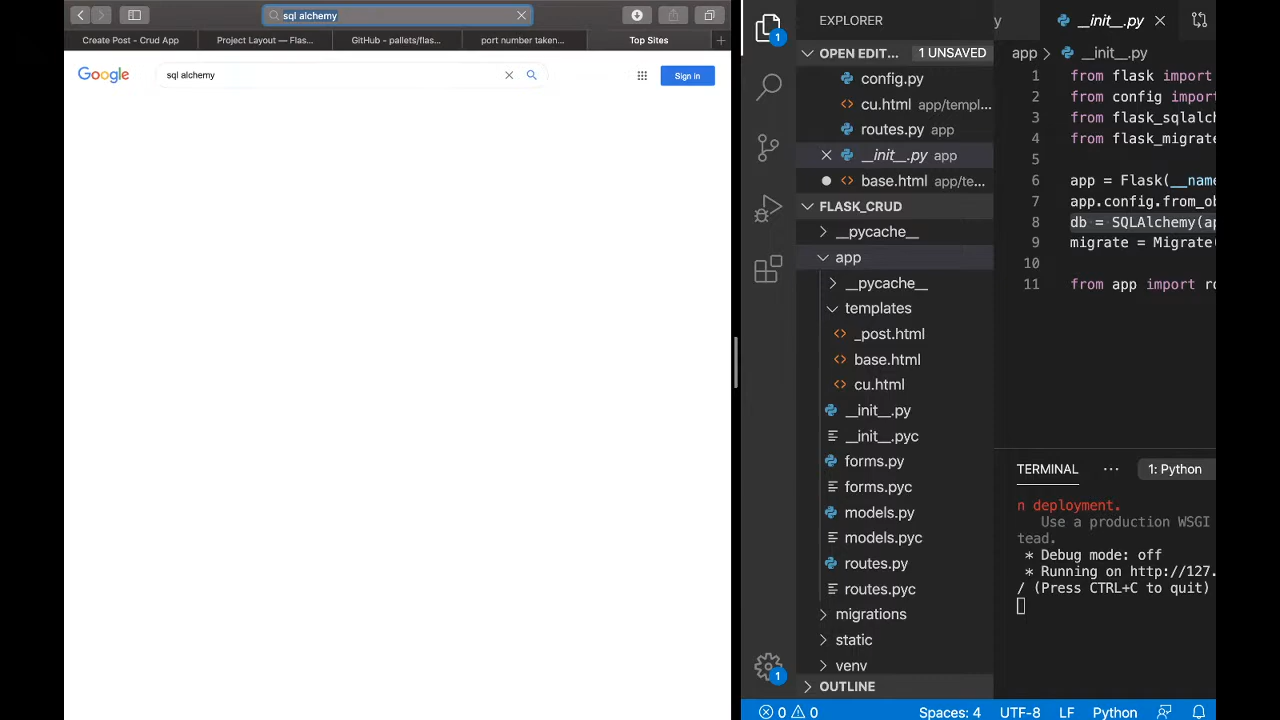 sql alchemy
Create Post - Crud App
Project Layout — Flas...
GitHub - pallets/flas...
port number taken...
Top Sites
Google
sql alchemy
Sign in
EXPLORER
y
__init__.py
OPEN EDIT... 1 UNSAVED
config.py
cu.html app/templ...
routes.py app
__init__.py app
base.html app/te...
FLASK_CRUD
__pycache__
app
__pycache__
templates
_post.html
base.html
cu.html
__init__.py
__init__.pyc
forms.py
forms.pyc
models.py
models.pyc
routes.py
routes.pyc
migrations
static
venv
OUTLINE
1
1
app > __init__.py
1 from flask import
2 from config import
3 from flask_sqlalch
4 from flask_migrate
5
6 app = Flask(__name
7 app.config.from_ob
8 db = SQLAlchemy(ap
9 migrate = Migrate(
10
11 from app import ro
TERMINAL ... 1: Python
n deployment.
Use a production WSGI
tead.
* Debug mode: off
* Running on http://127.
/ (Press CTRL+C to quit)
0 0 Spaces: 4 UTF-8 LF Python